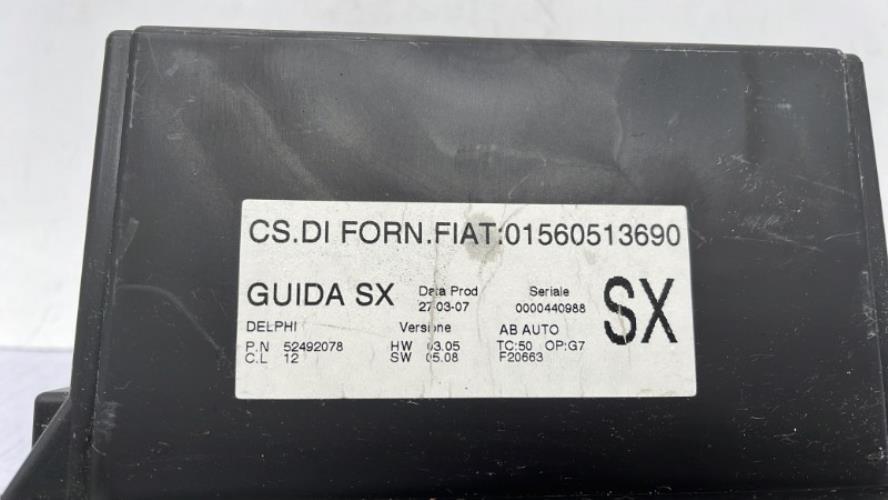 CS.DI FORN.FIAT:01560513690
GUIDA SX
Data Prod
27-03-07
Seriale
0000440988
SX
DELPHI
Versione
AB AUTO
P.N 52492078
HW 03.05
TC:50 OP:G7
C.L 12
SW 05.08
F20663